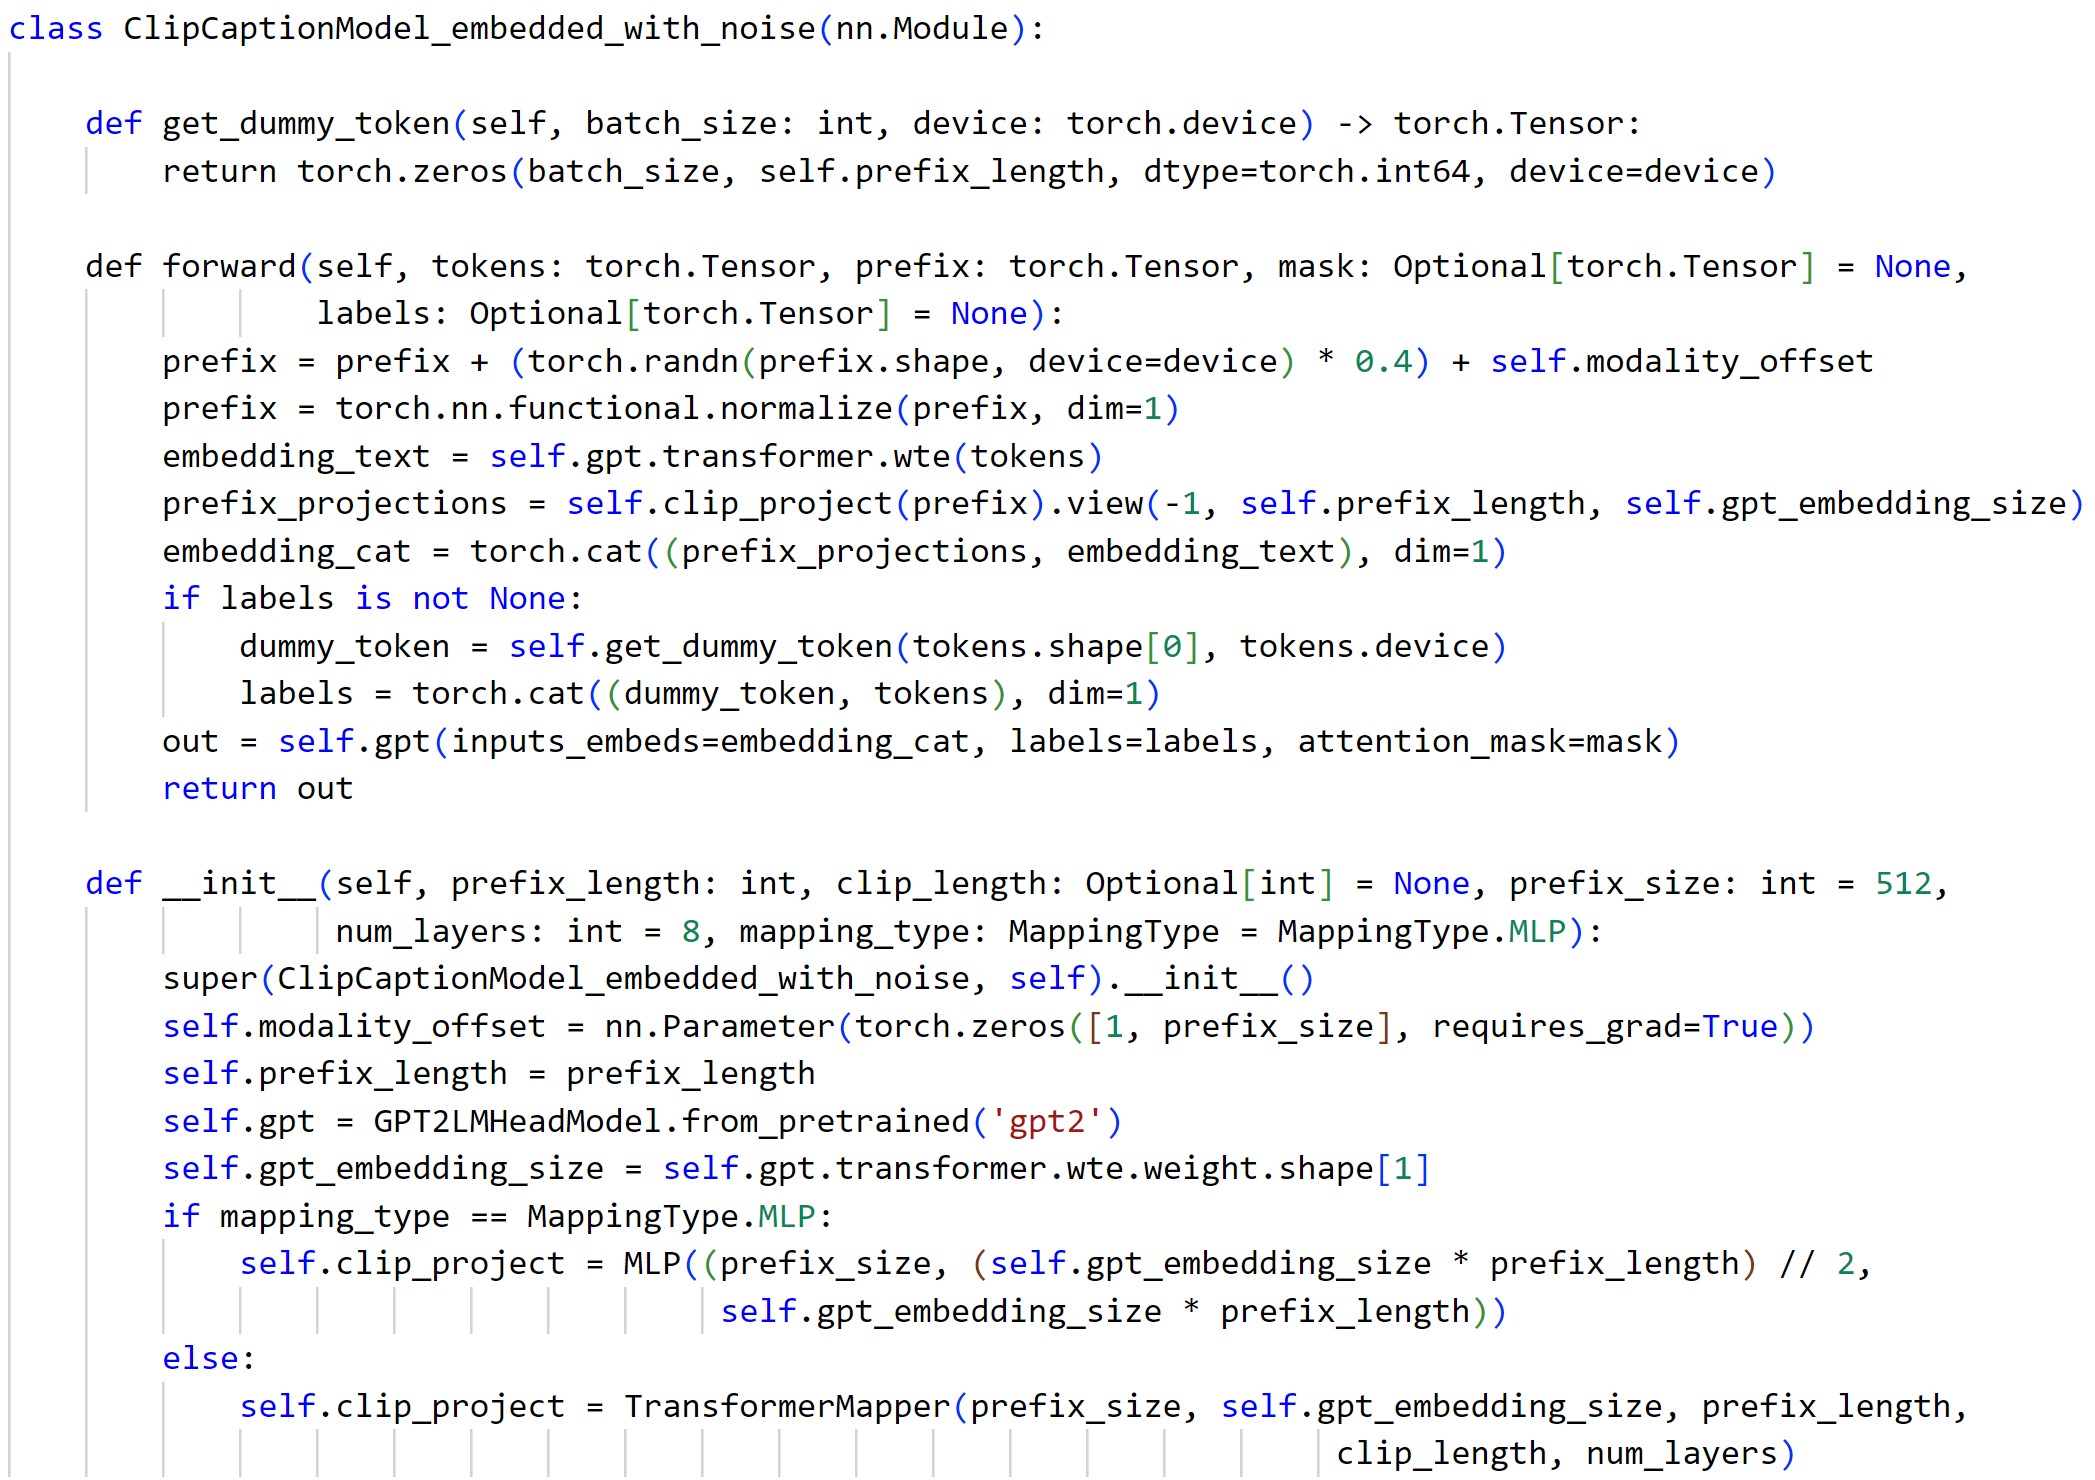 class ClipCaptionModel_embedded_with_noise(nn.Module):
def get_dummy_token(self, batch_size: int, device: torch.device) -> torch.Tensor:
return torch.zeros(batch_size, self.prefix_length, dtype=torch.int64, device=device)
def forward(self, tokens: torch.Tensor, prefix: torch.Tensor, mask: Optional[torch.Tensor] = None,
labels: Optional[torch.Tensor] = None):
prefix = prefix + (torch.randn(prefix.shape, device=device) * 0.4) + self.modality_offset
prefix = torch.nn.functional.normalize(prefix, dim=1)
embedding_text = self.gpt.transformer.wte(tokens)
prefix_projections = self.clip_project(prefix).view(-1, self.prefix_length, self.gpt_embedding_size)
embedding_cat = torch.cat((prefix_projections, embedding_text), dim=1)
if labels is not None:
dummy_token = self.get_dummy_token(tokens.shape[0], tokens.device)
labels = torch.cat((dummy_token, tokens), dim=1)
out = self.gpt(inputs_embeds=embedding_cat, labels=labels, attention_mask=mask)
return out
def __init__(self, prefix_length: int, clip_length: Optional[int] = None, prefix_size: int = 512,
num_layers: int = 8, mapping_type: MappingType = MappingType.MLP):
super(ClipCaptionModel_embedded_with_noise, self).__init__()
self.modality_offset = nn.Parameter(torch.zeros([1, prefix_size], requires_grad=True))
self.prefix_length = prefix_length
self.gpt = GPT2LMHeadModel.from_pretrained('gpt2')
self.gpt_embedding_size = self.gpt.transformer.wte.weight.shape[1]
if mapping_type == MappingType.MLP:
self.clip_project = MLP((prefix_size, (self.gpt_embedding_size * prefix_length) // 2,
self.gpt_embedding_size * prefix_length))
else:
self.clip_project = TransformerMapper(prefix_size, self.gpt_embedding_size, prefix_length,
clip_length, num_layers)